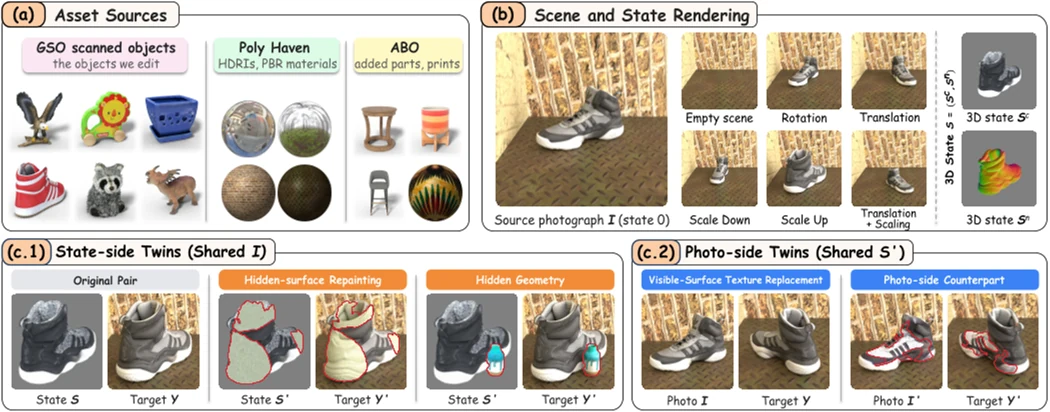 (a) Asset Sources
GSO scanned objects
the objects we edit
Poly Haven
HDRIs, PBR materials
ABO
added parts, prints
(b) Scene and State Rendering
Source photograph I (state 0)
Empty scene
Rotation
Translation
Scale Down
Scale Up
Translation
+ Scaling
3D State S = (Sᶜ, Sⁿ)
3D state Sᶜ
3D state Sⁿ
(c.1) State-side Twins (Shared I)
Original Pair
Hidden-surface Repainting
Hidden Geometry
State S
Target Y
State S'
Target Y'
State S'
Target Y'
(c.2) Photo-side Twins (Shared S')
Visible-Surface Texture Replacement
Photo-side Counterpart
Photo I
Target Y
Photo I'
Target Y'